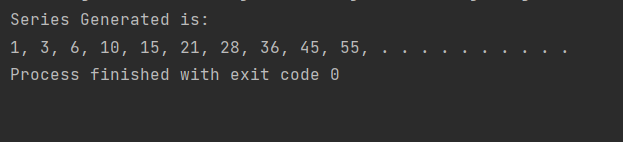 Series Generated is:
1, 3, 6, 10, 15, 21, 28, 36, 45, 55, . . . . . . . . . .
Process finished with exit code 0